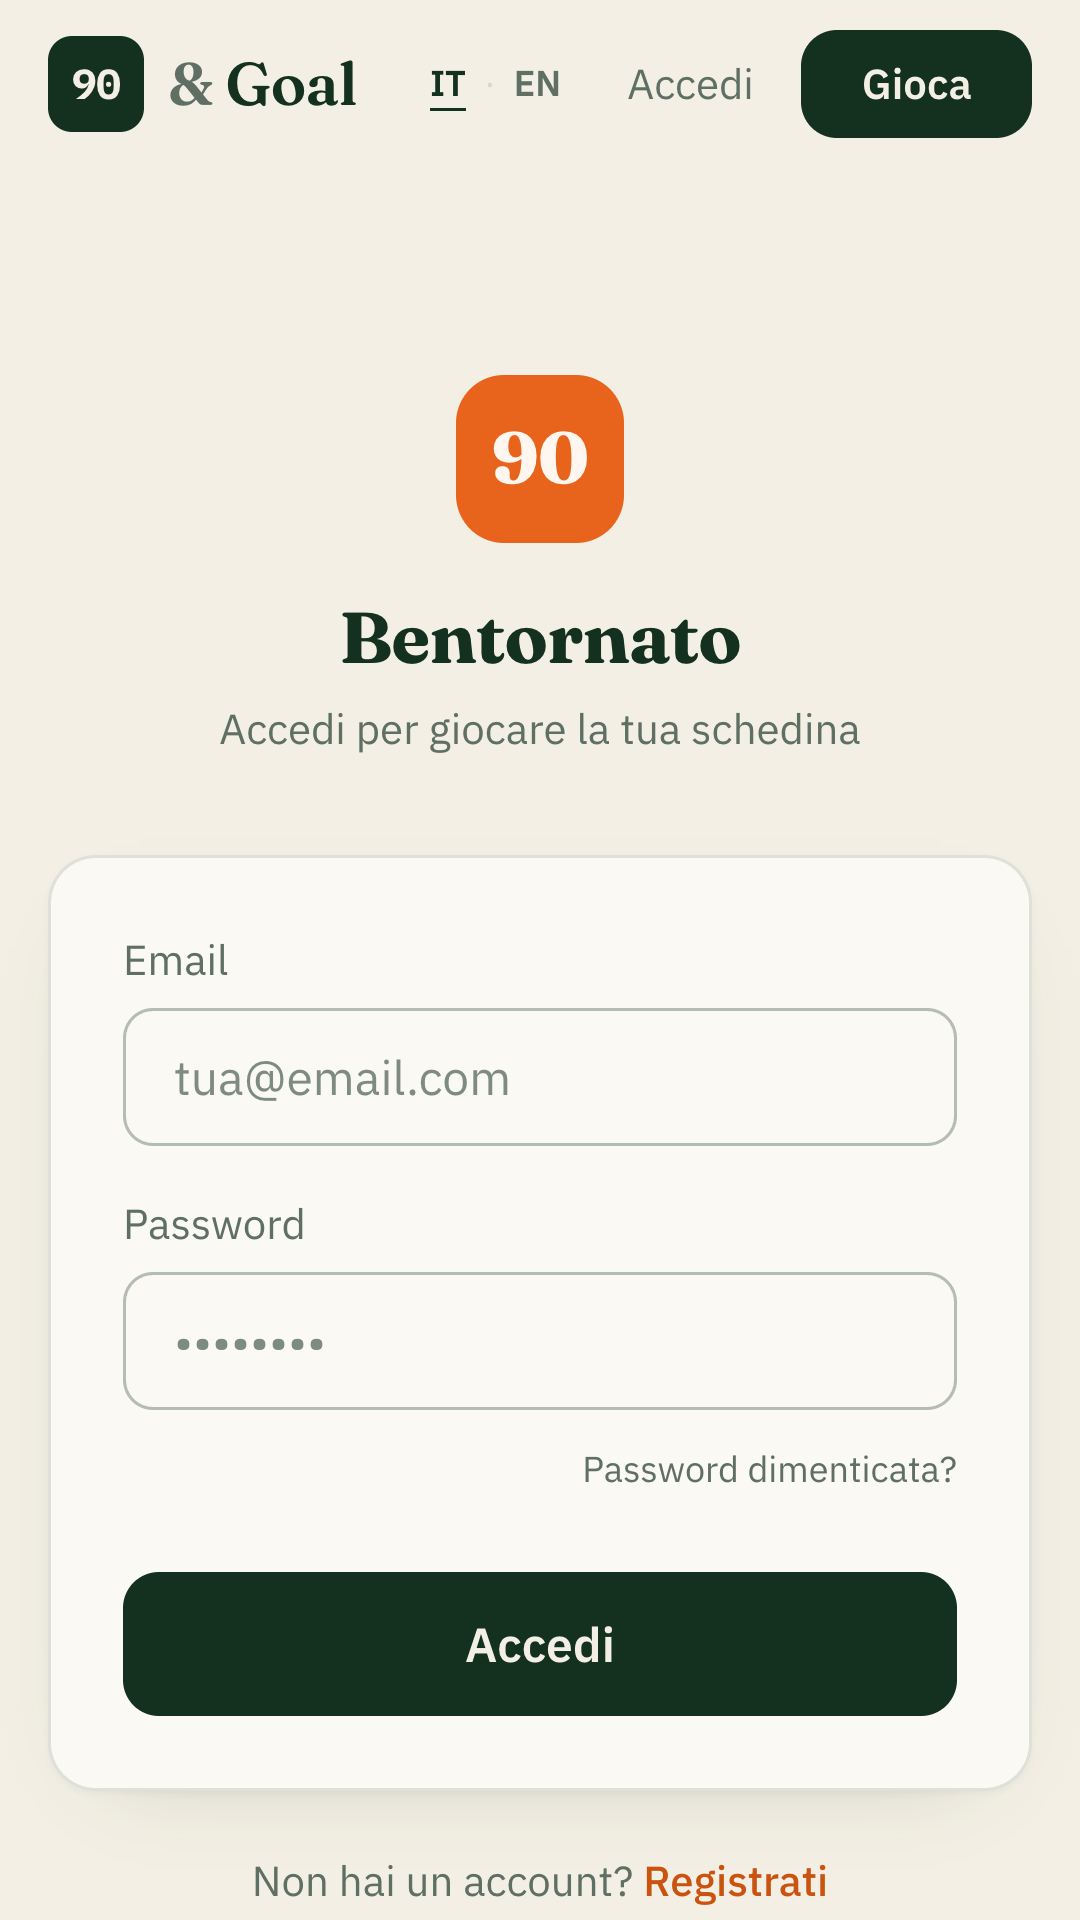 90 & Goal IT · EN Accedi Gioca
90
Bentornato
Accedi per giocare la tua schedina
Email
tua@email.com
Password
••••••••
Password dimenticata?
Accedi
Non hai un account? Registrati